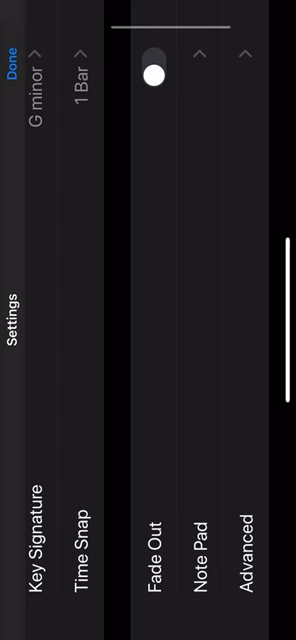 Settings
Done
Key Signature
G minor
Time Snap
1 Bar
Fade Out
Note Pad
Advanced